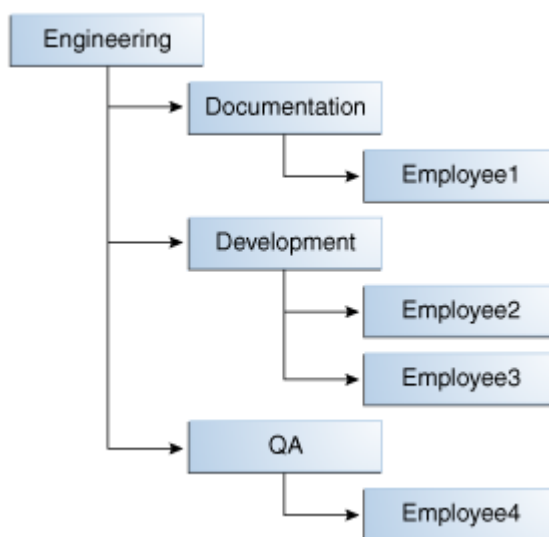 Engineering
Documentation
Employee1
Development
Employee2
Employee3
QA
Employee4